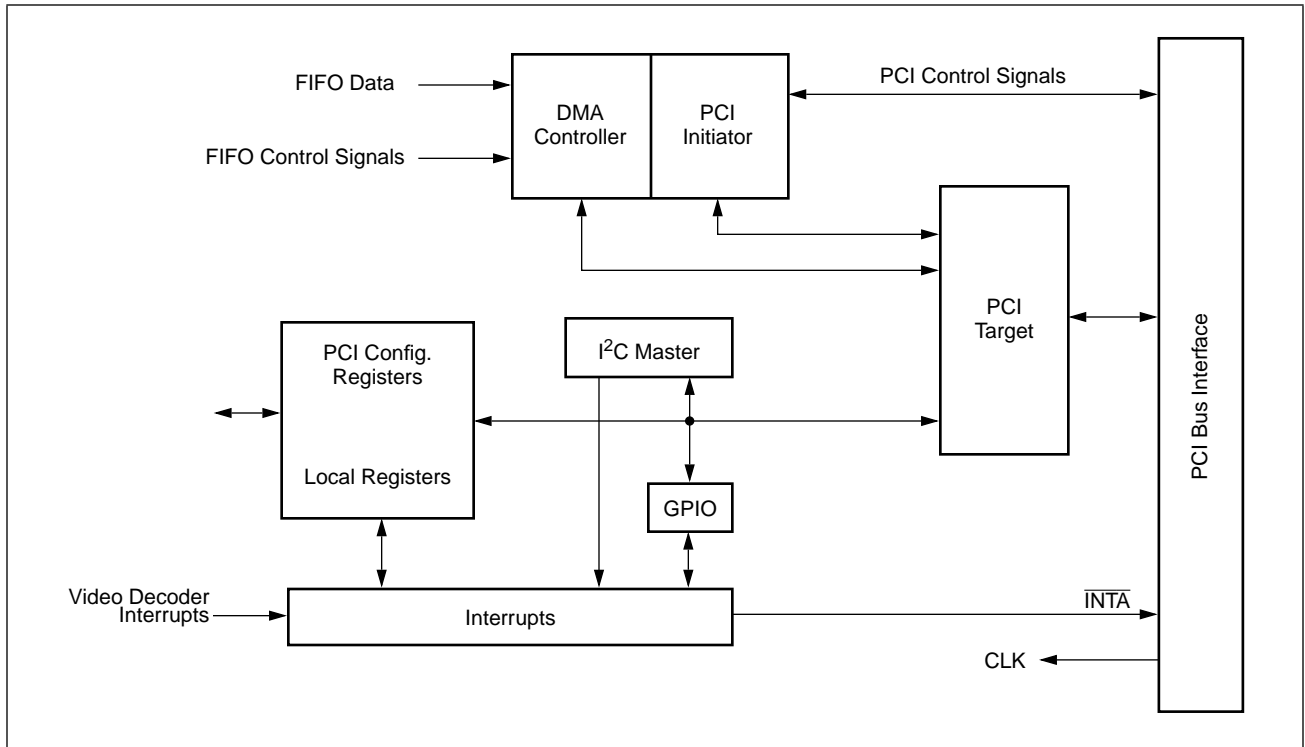 FIFO Data
FIFO Control Signals
DMA
Controller
PCI
Initiator
PCI Control Signals
PCI
Target
PCI Bus Interface
PCI Config.
Registers
Local Registers
I²C Master
GPIO
Video Decoder
Interrupts
Interrupts
I̅N̅T̅A̅
CLK